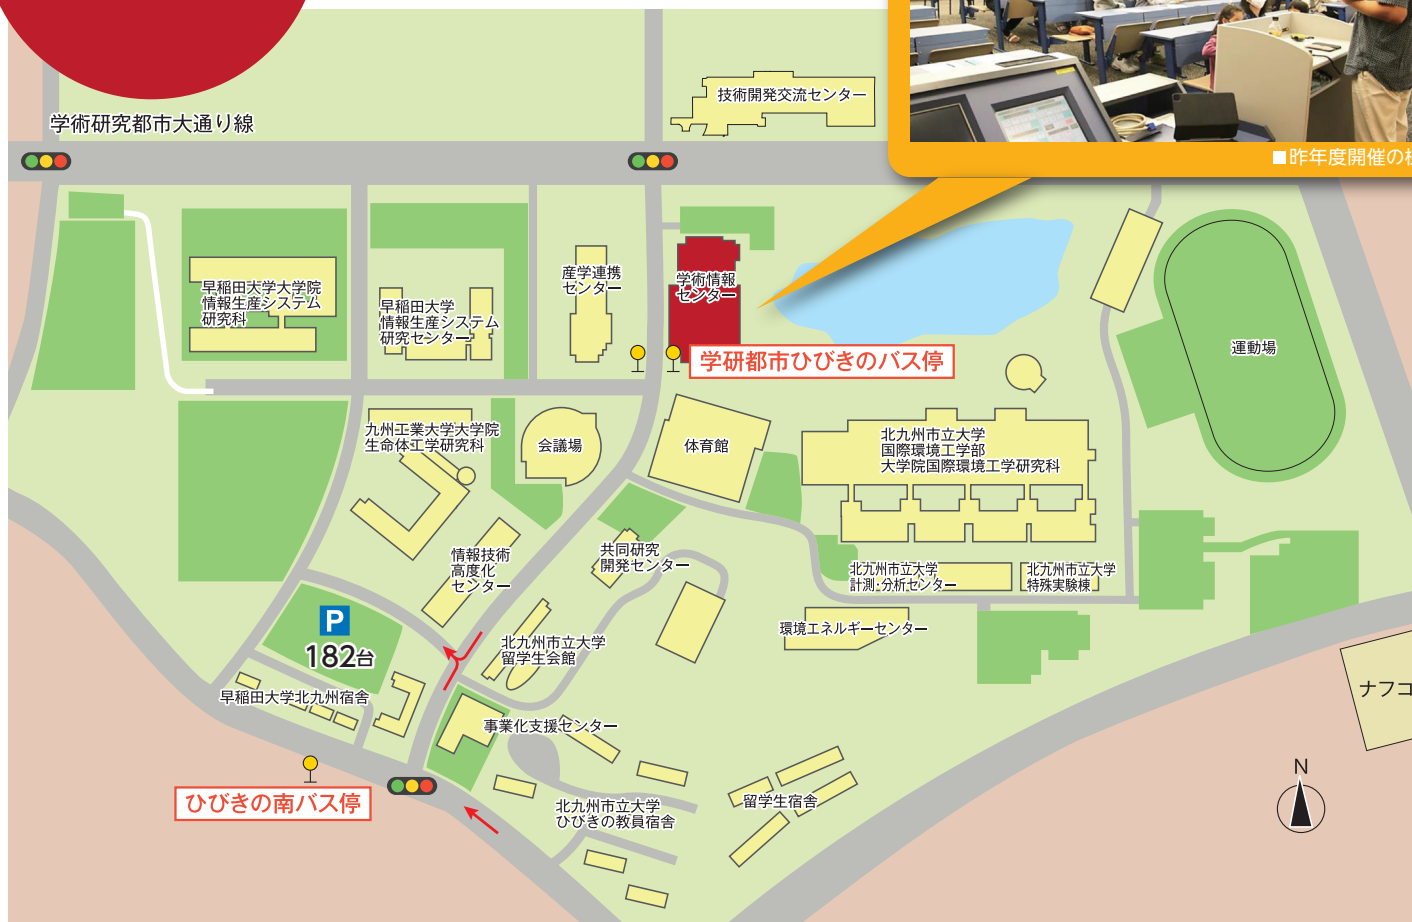 技術開発交流センター
学術研究都市大通り線
■昨年度開催の
産学連携
センター
学術情報
センター
早稲田大学大学院
情報生産システム
研究科
早稲田大学
情報生産システム
研究センター
学研都市ひびきのバス停
運動場
九州工業大学大学院
生命体工学研究科
会議場
体育館
北九州市立大学
国際環境工学部
大学院国際環境工学研究科
情報技術
高度化
センター
共同研究
開発センター
北九州市立大学
計測・分析センター
北九州市立大学
特殊実験棟
P
182台
環境エネルギーセンター
北九州市立大学
留学生会館
早稲田大学北九州宿舎
ナフコ
事業化支援センター
N
ひびきの南バス停
北九州市立大学
ひびきの教員宿舎
留学生宿舎